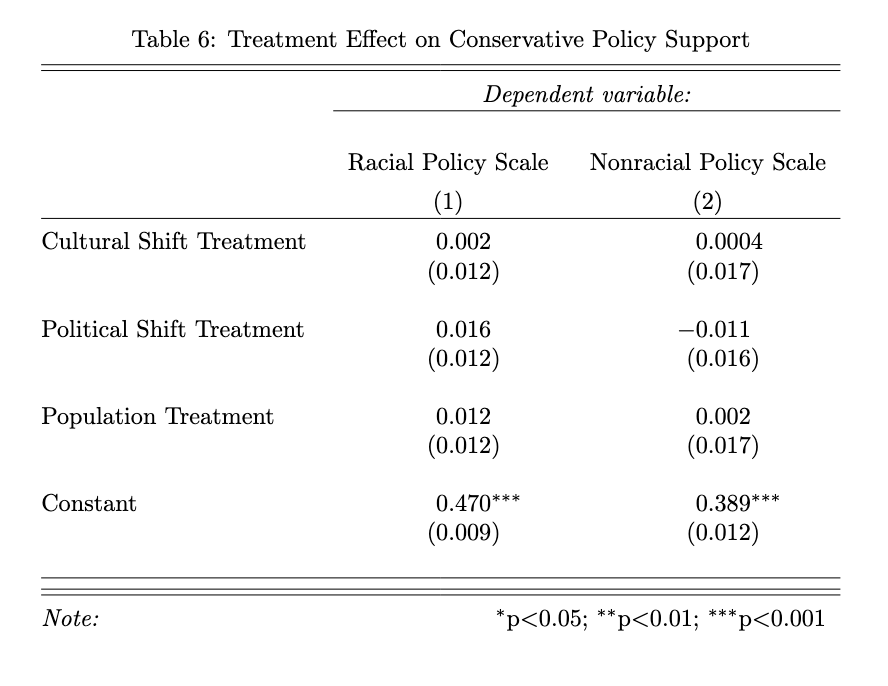 Table 6: Treatment Effect on Conservative Policy Support
Dependent variable:
Racial Policy Scale Nonracial Policy Scale
(1) (2)
Cultural Shift Treatment 0.002 0.0004
(0.012) (0.017)
Political Shift Treatment 0.016 −0.011
(0.012) (0.016)
Population Treatment 0.012 0.002
(0.012) (0.017)
Constant 0.470*** 0.389***
(0.009) (0.012)
Note: *p<0.05; **p<0.01; ***p<0.001